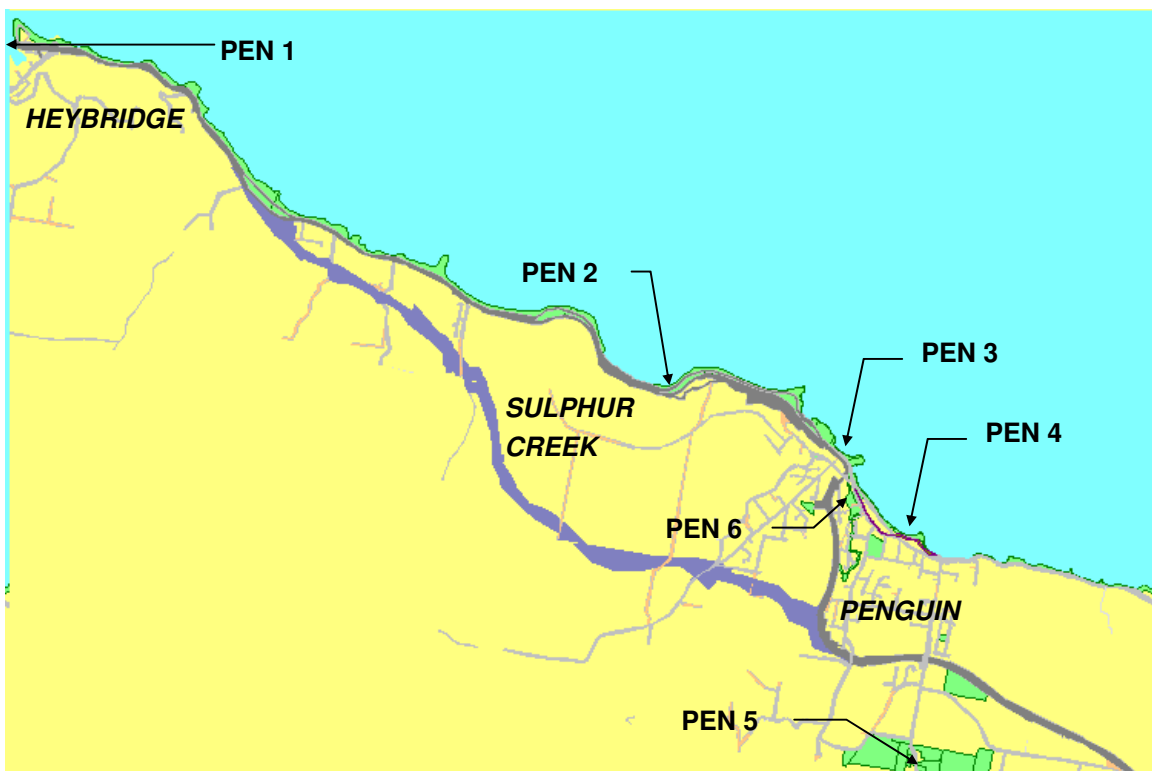 PEN 1
HEYBRIDGE
PEN 2
PEN 3
SULPHUR
CREEK
PEN 4
PEN 6
PENGUIN
PEN 5